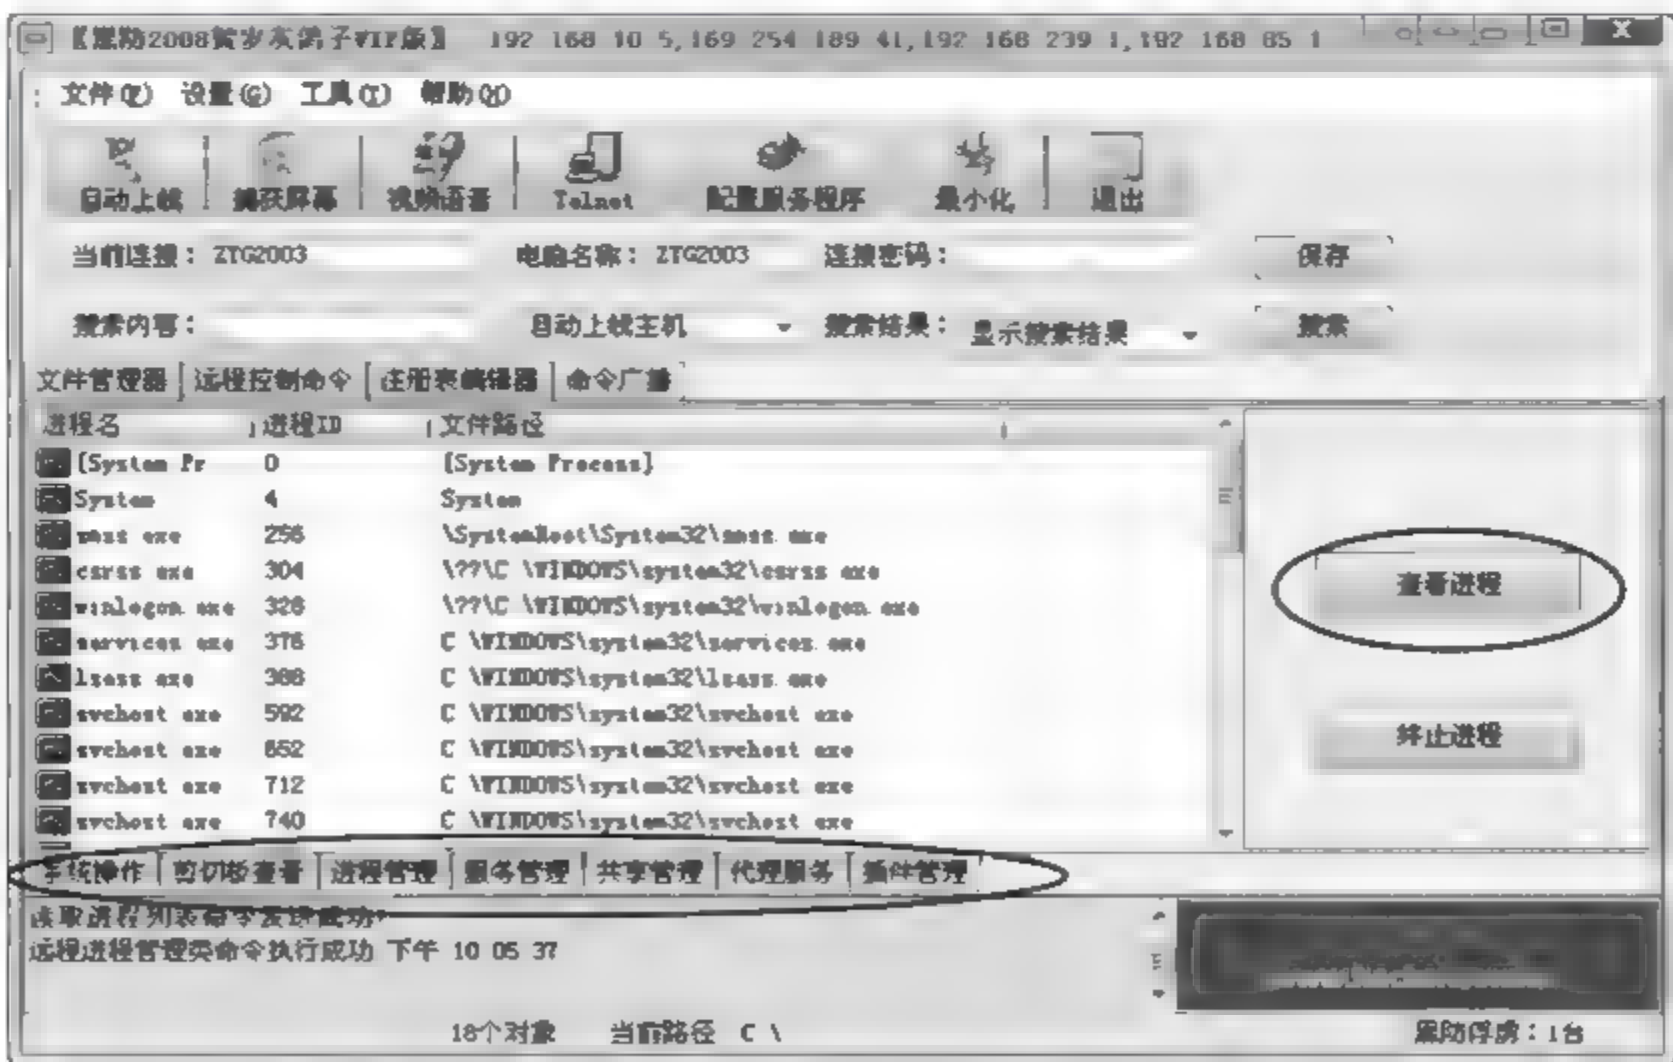 2008贺岁灰鸽子VIP版】 192 168 10 5,169 254 189 41,192 168 239 1,192 168 85 1
文件(F) 设置(G) 工具(T) 帮助(H)
自动上线 捕获屏幕 视频语音 Telnet 配置服务程序 最小化 退出
当前连接：ZTG2003 电脑名称：ZTG2003 连接密码： 保存
搜索内容： 自动上线主机 搜索结果： 显示搜索结果 搜索
文件管理器 远程控制命令 注册表编辑器 命令广播
进程名 进程ID 文件路径
[System Pr 0 [System Process]
System 4 System
smss exe 256 \SystemRoot\System32\smss exe
csrss exe 304 \??\C \WINDOWS\system32\csrss exe
winlogon exe 328 \??\C \WINDOWS\system32\winlogon exe
services exe 376 C \WINDOWS\system32\services exe
lsass exe 388 C \WINDOWS\system32\lsass exe
svchost exe 592 C \WINDOWS\system32\svchost exe
svchost exe 652 C \WINDOWS\system32\svchost exe
svchost exe 712 C \WINDOWS\system32\svchost exe
svchost exe 740 C \WINDOWS\system32\svchost exe
查看进程
终止进程
系统操作 剪切板查看 进程管理 服务管理 共享管理 代理服务 插件管理
读取进程列表命令发送成功!
远程进程管理类命令执行成功 下午 10 05 37
18个对象 当前路径 C \ 黑防俘虏：1台